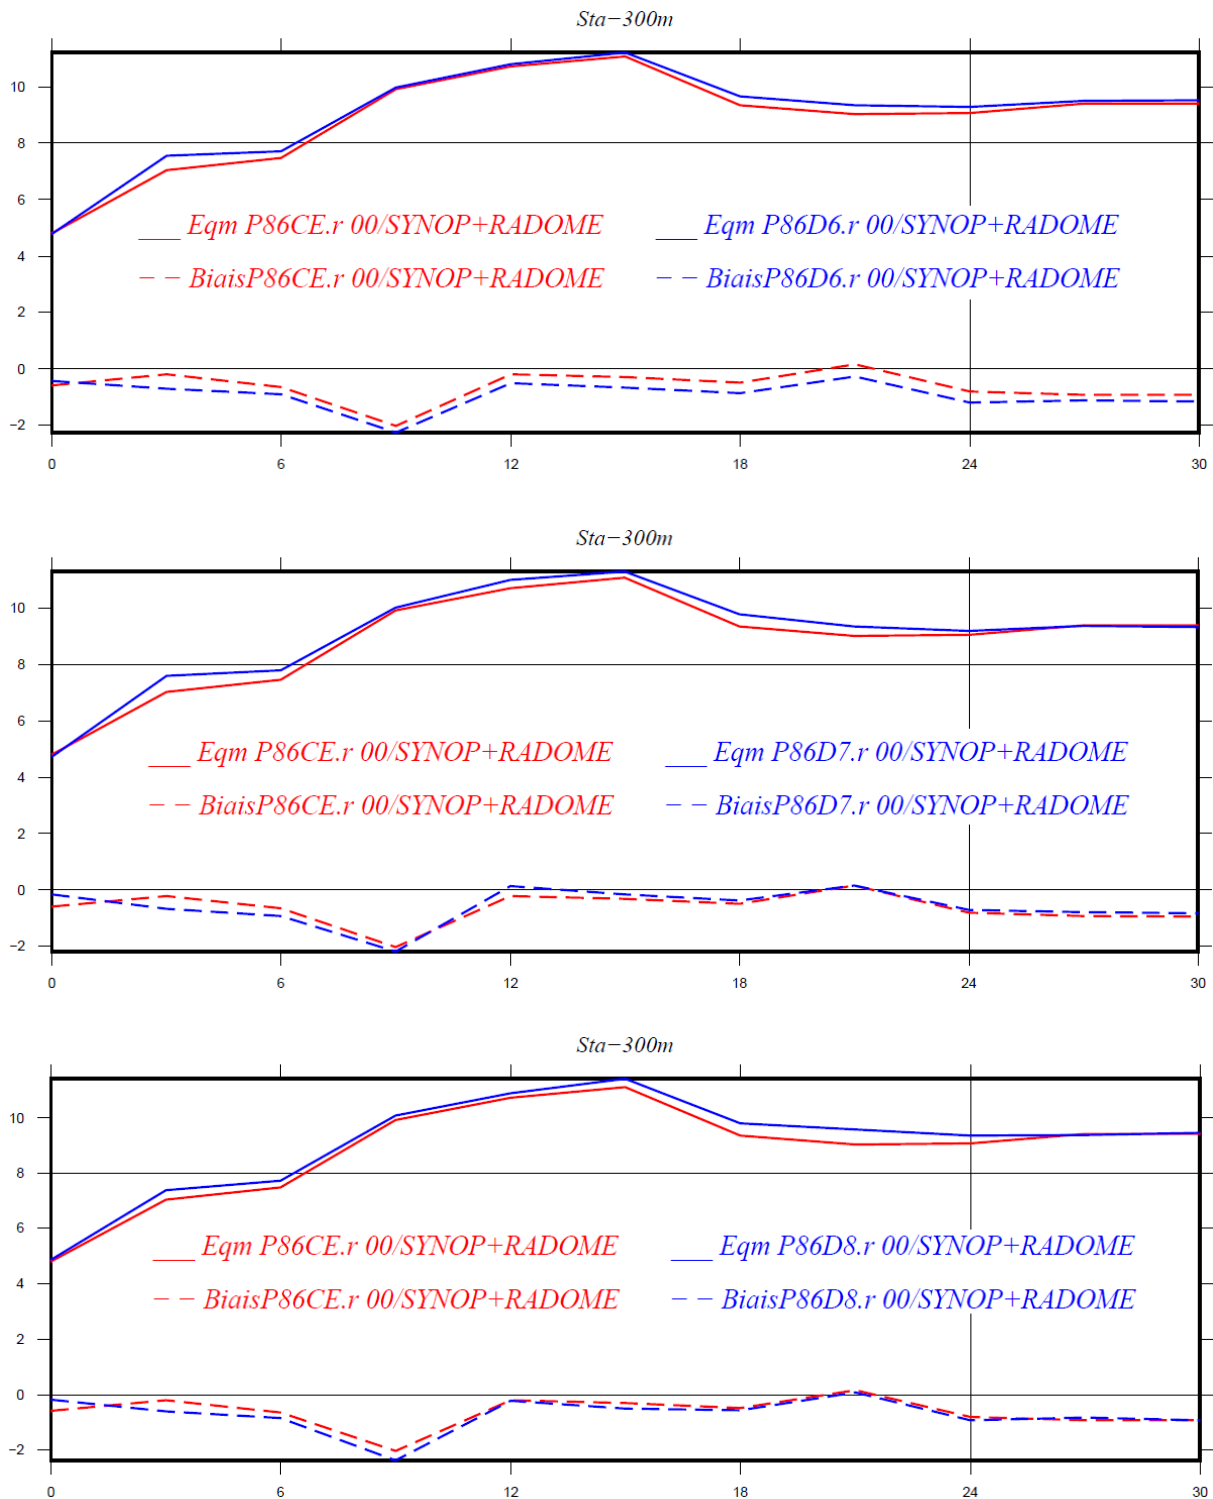 Sta−300m
10
8
6
4
2
0
−2
___ Eqm P86CE.r 00/SYNOP+RADOME ___ Eqm P86D6.r 00/SYNOP+RADOME
− − BiaisP86CE.r 00/SYNOP+RADOME − − BiaisP86D6.r 00/SYNOP+RADOME
0 6 12 18 24 30
Sta−300m
10
8
6
4
2
0
−2
___ Eqm P86CE.r 00/SYNOP+RADOME ___ Eqm P86D7.r 00/SYNOP+RADOME
− − BiaisP86CE.r 00/SYNOP+RADOME − − BiaisP86D7.r 00/SYNOP+RADOME
0 6 12 18 24 30
Sta−300m
10
8
6
4
2
0
−2
___ Eqm P86CE.r 00/SYNOP+RADOME ___ Eqm P86D8.r 00/SYNOP+RADOME
− − BiaisP86CE.r 00/SYNOP+RADOME − − BiaisP86D8.r 00/SYNOP+RADOME
0 6 12 18 24 30